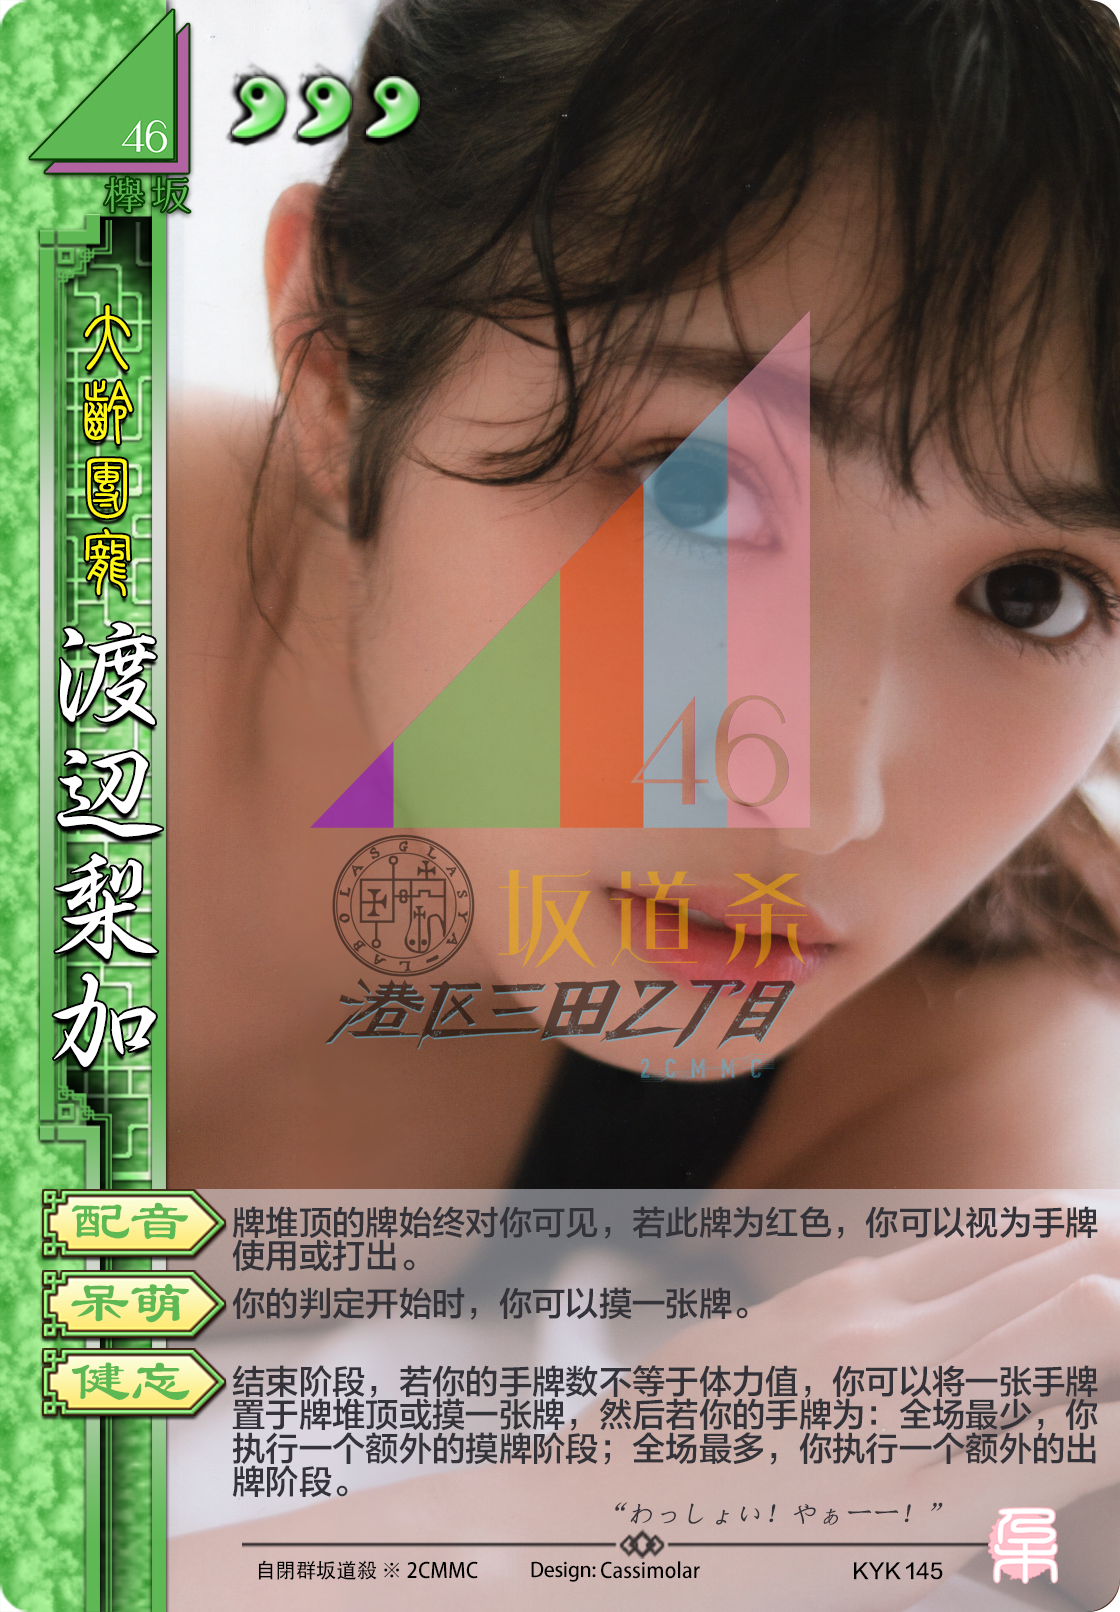 46
欅坂
大齡團寵
渡辺梨加
46
GLASYA-LABOLAS
坂道杀
港区三田2丁目
2CMMC
配音
牌堆顶的牌始终对你可见，若此牌为红色，你可以视为手牌
使用或打出。
呆萌
你的判定开始时，你可以摸一张牌。
健忘
结束阶段，若你的手牌数不等于体力值，你可以将一张手牌
置于牌堆顶或摸一张牌，然后若你的手牌为：全场最少，你
执行一个额外的摸牌阶段；全场最多，你执行一个额外的出
牌阶段。
“わっしょい！やぁーー！”
自閉群坂道殺 ※ 2CMMC
Design: Cassimolar
KYK 145